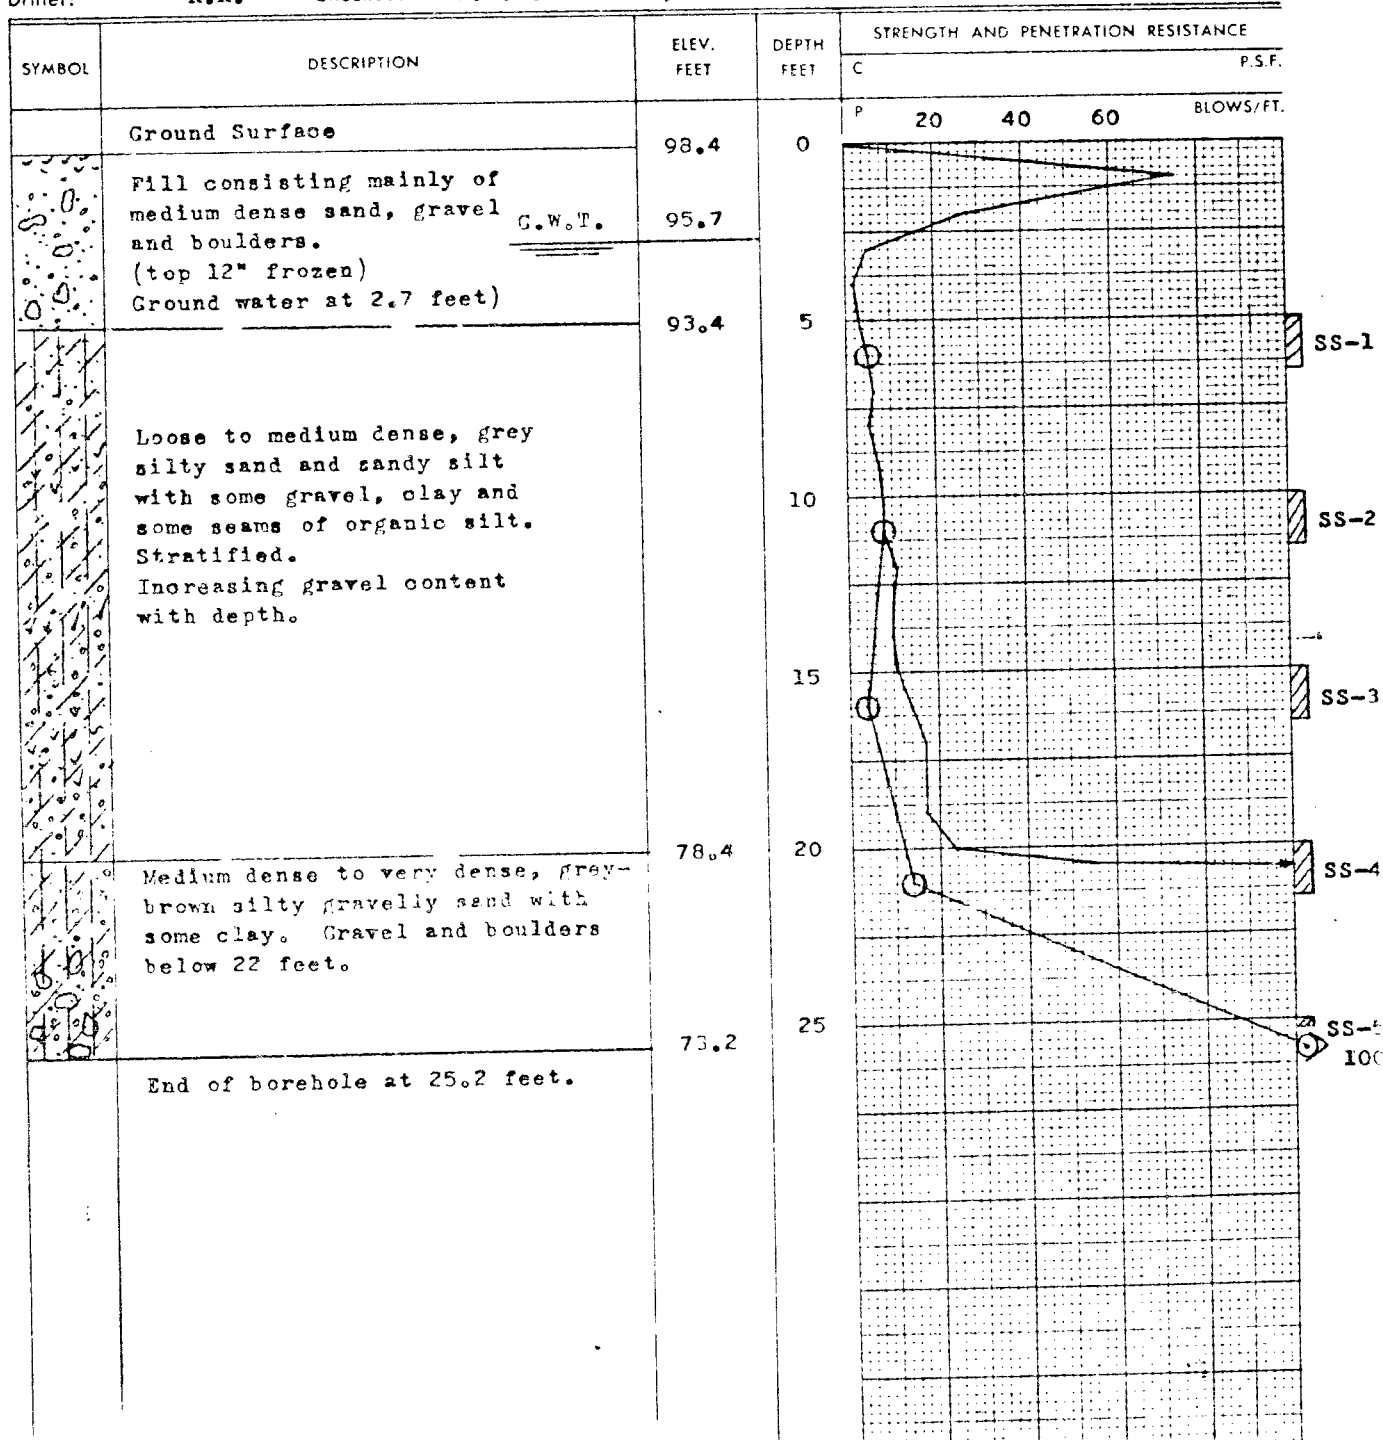 Driller:
SYMBOL
DESCRIPTION
ELEV.
FEET
DEPTH
FEET
STRENGTH AND PENETRATION RESISTANCE
C P.S.F.
P 20 40 60 BLOWS/FT.
Ground Surface
98.4
0
Fill consisting mainly of
medium dense sand, gravel
and boulders.
(top 12" frozen)
Ground water at 2.7 feet)
G.W.T.
95.7
93.4
5
SS-1
Loose to medium dense, grey
silty sand and sandy silt
with some gravel, clay and
some seams of organic silt.
Stratified.
Increasing gravel content
with depth.
10
SS-2
15
SS-3
78.4
20
SS-4
Medium dense to very dense, grey-
brown silty gravelly sand with
some clay. Gravel and boulders
below 22 feet.
25
73.2
SS-5
100
End of borehole at 25.2 feet.